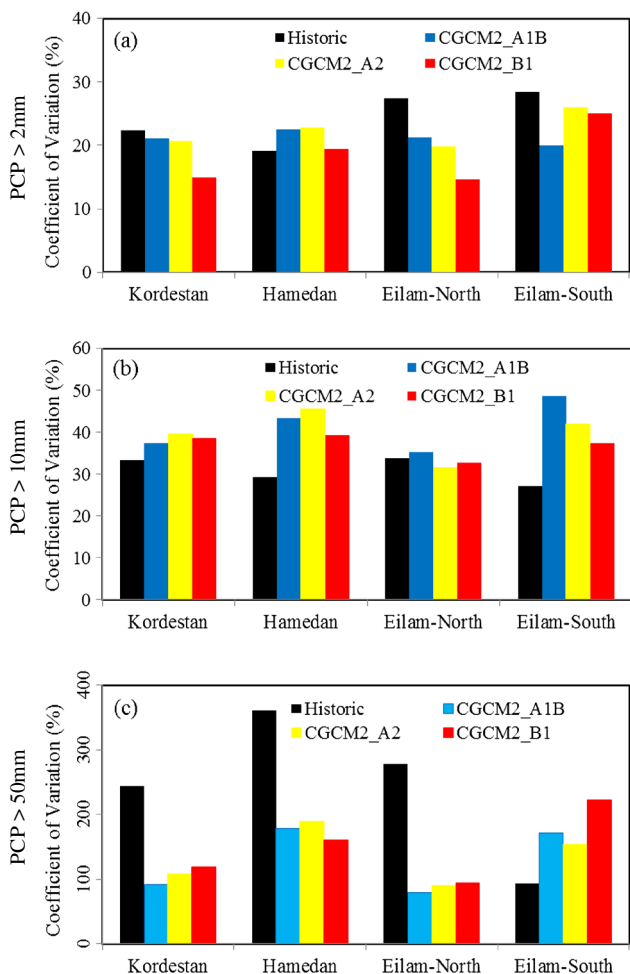 PCP > 2mm
Coefficient of Variation (%)
40
30
20
10
0
(a)
Historic
CGCM2_A1B
CGCM2_A2
CGCM2_B1
Kordestan
Hamedan
Eilam-North
Eilam-South
PCP > 10mm
Coefficient of Variation (%)
60
50
40
30
20
10
0
(b)
Historic
CGCM2_A1B
CGCM2_A2
CGCM2_B1
Kordestan
Hamedan
Eilam-North
Eilam-South
PCP > 50mm
Coefficient of Variation (%)
400
300
200
100
0
(c)
Historic
CGCM2_A1B
CGCM2_A2
CGCM2_B1
Kordestan
Hamedan
Eilam-North
Eilam-South